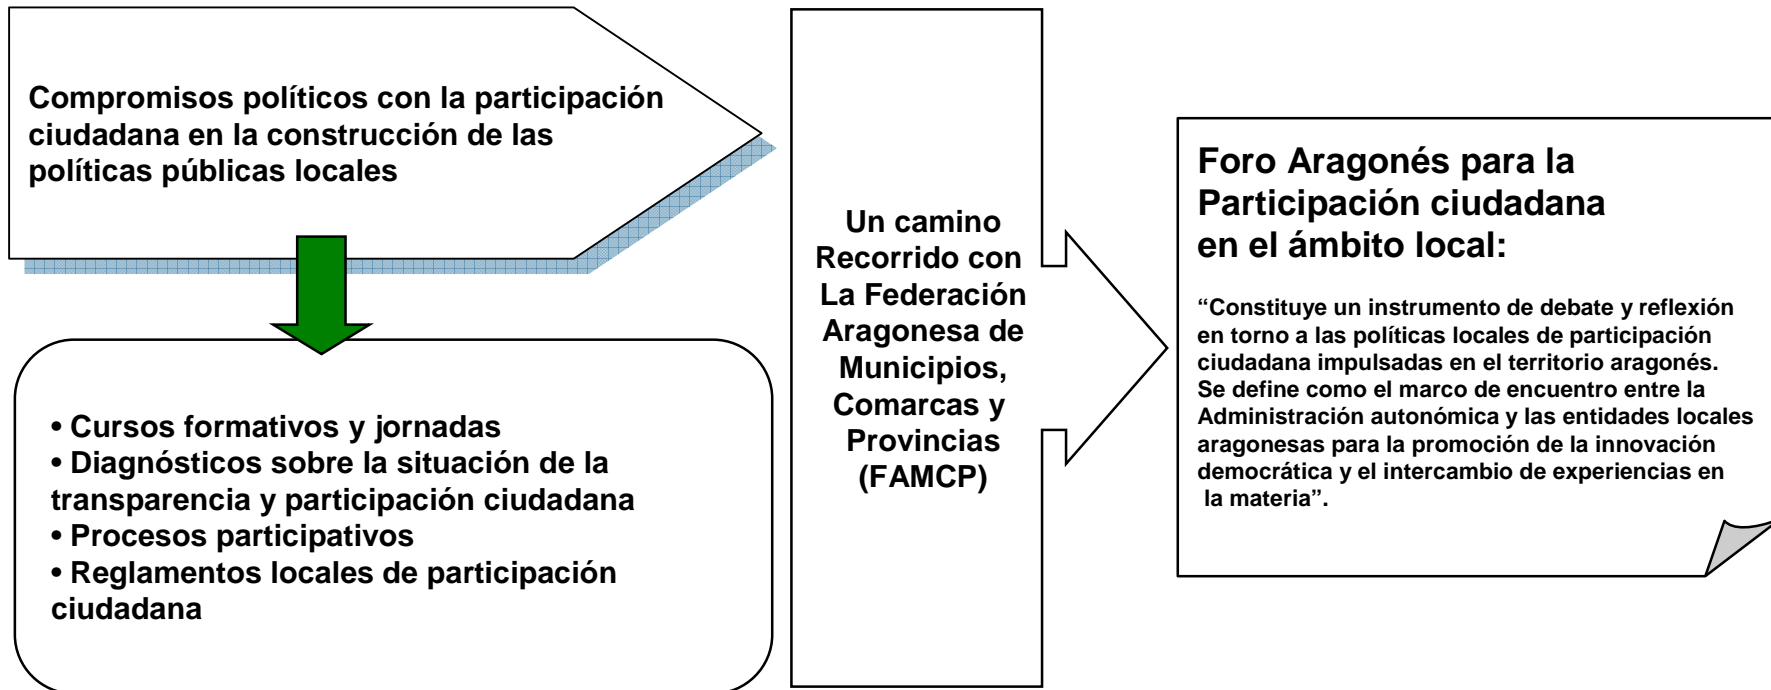 Compromisos políticos con la participación
ciudadana en la construcción de las
políticas públicas locales
• Cursos formativos y jornadas
• Diagnósticos sobre la situación de la
transparencia y participación ciudadana
• Procesos participativos
• Reglamentos locales de participación
ciudadana
Un camino
Recorrido con
La Federación
Aragonesa de
Municipios,
Comarcas y
Provincias
(FAMCP)
Foro Aragonés para la
Participación ciudadana
en el ámbito local:
“Constituye un instrumento de debate y reflexión
en torno a las políticas locales de participación
ciudadana impulsadas en el territorio aragonés.
Se define como el marco de encuentro entre la
Administración autonómica y las entidades locales
aragonesas para la promoción de la innovación
democrática y el intercambio de experiencias en
la materia”.